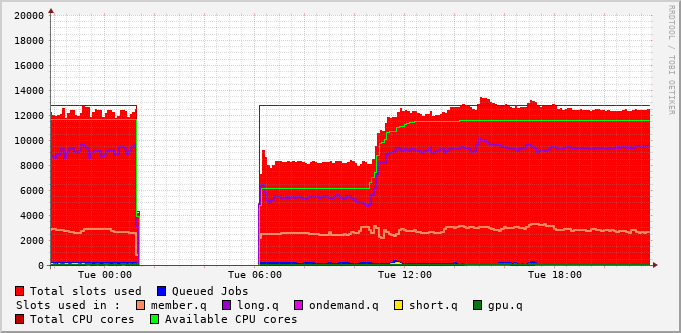 20000
18000
16000
14000
12000
10000
8000
6000
4000
2000
0
Tue 00:00 Tue 06:00 Tue 12:00 Tue 18:00
Total slots used Queued Jobs
Slots used in : member.q long.q ondemand.q short.q gpu.q
Total CPU cores Available CPU cores
RRDTOOL / TOBI OETIKER